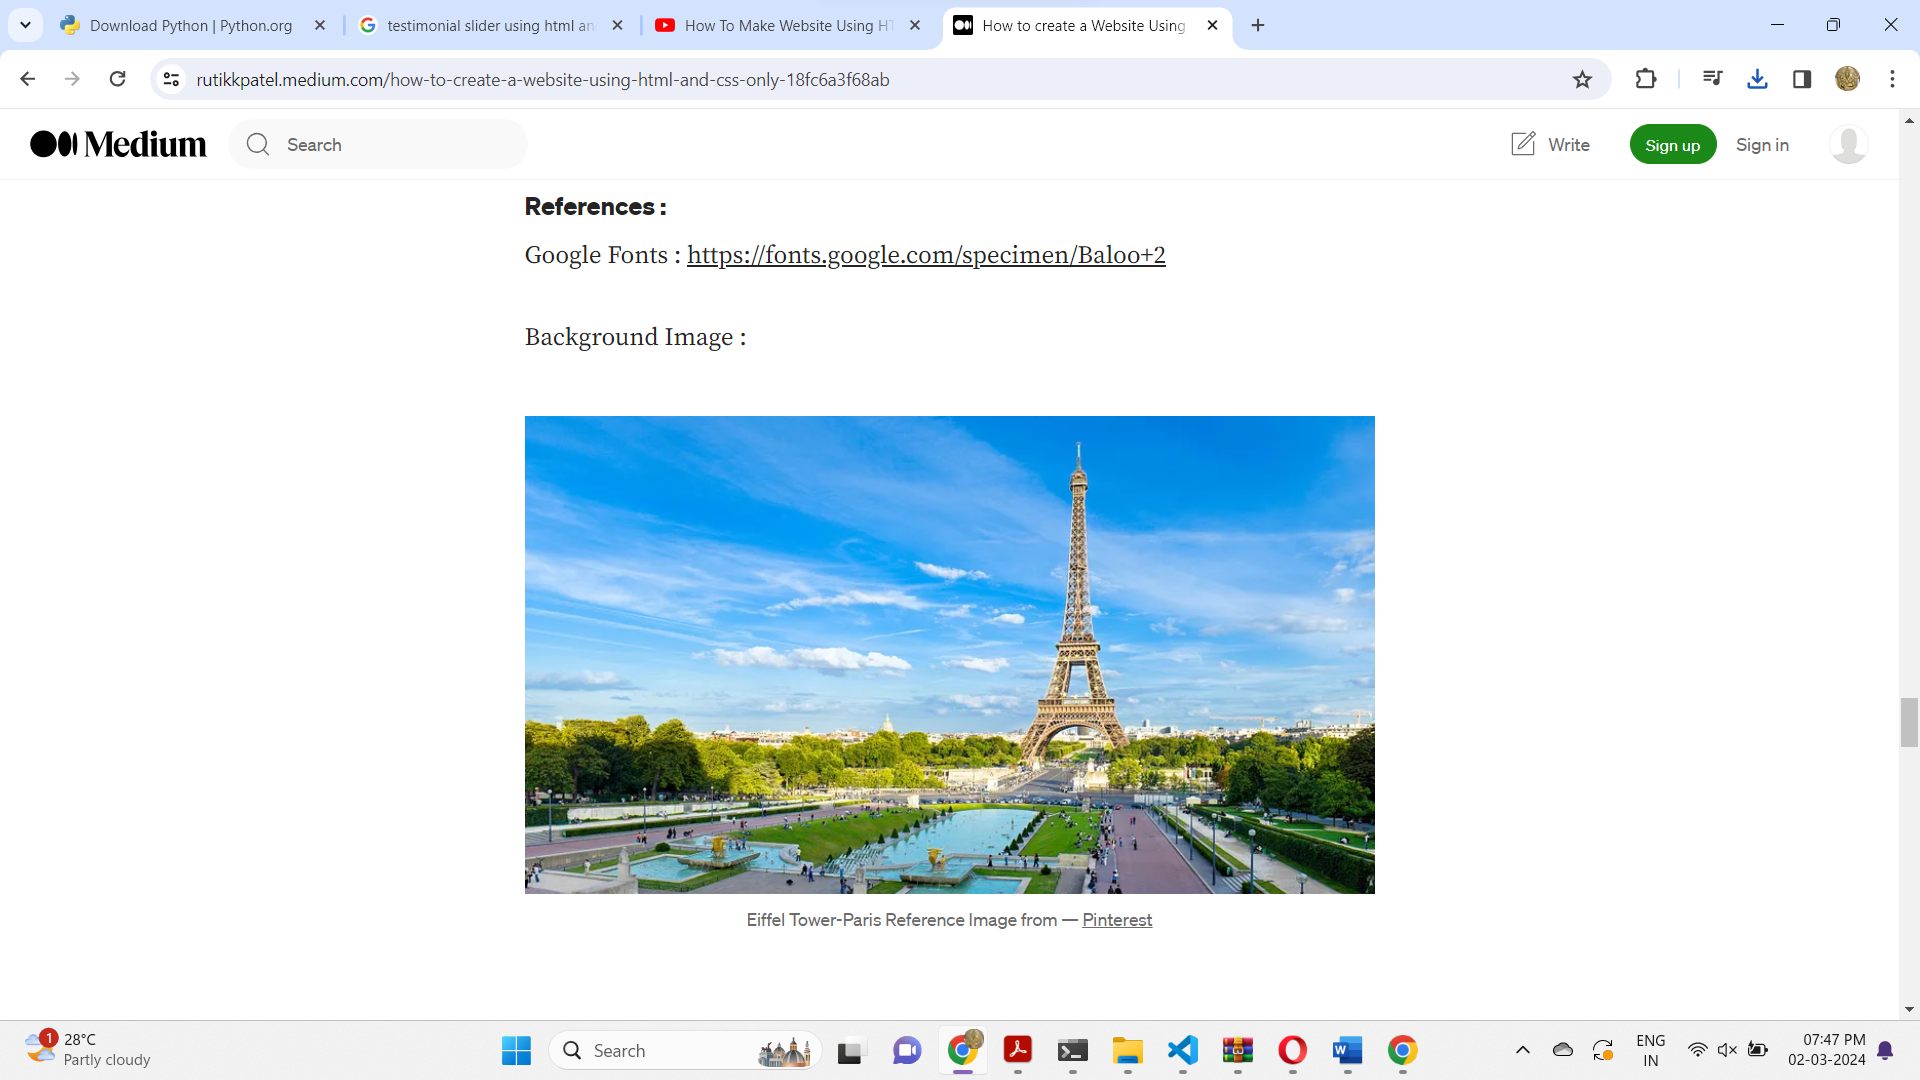 Download Python | Python.org
testimonial slider using html an
How To Make Website Using HT
How to create a Website Using
rutikkpatel.medium.com/how-to-create-a-website-using-html-and-css-only-18fc6a3f68ab
Medium
Search
Write
Sign up
Sign in
References :
Google Fonts : https://fonts.google.com/specimen/Baloo+2
Background Image :
Eiffel Tower-Paris Reference Image from — Pinterest
1
28°C
Partly cloudy
Search
ENG
IN
07:47 PM
02-03-2024